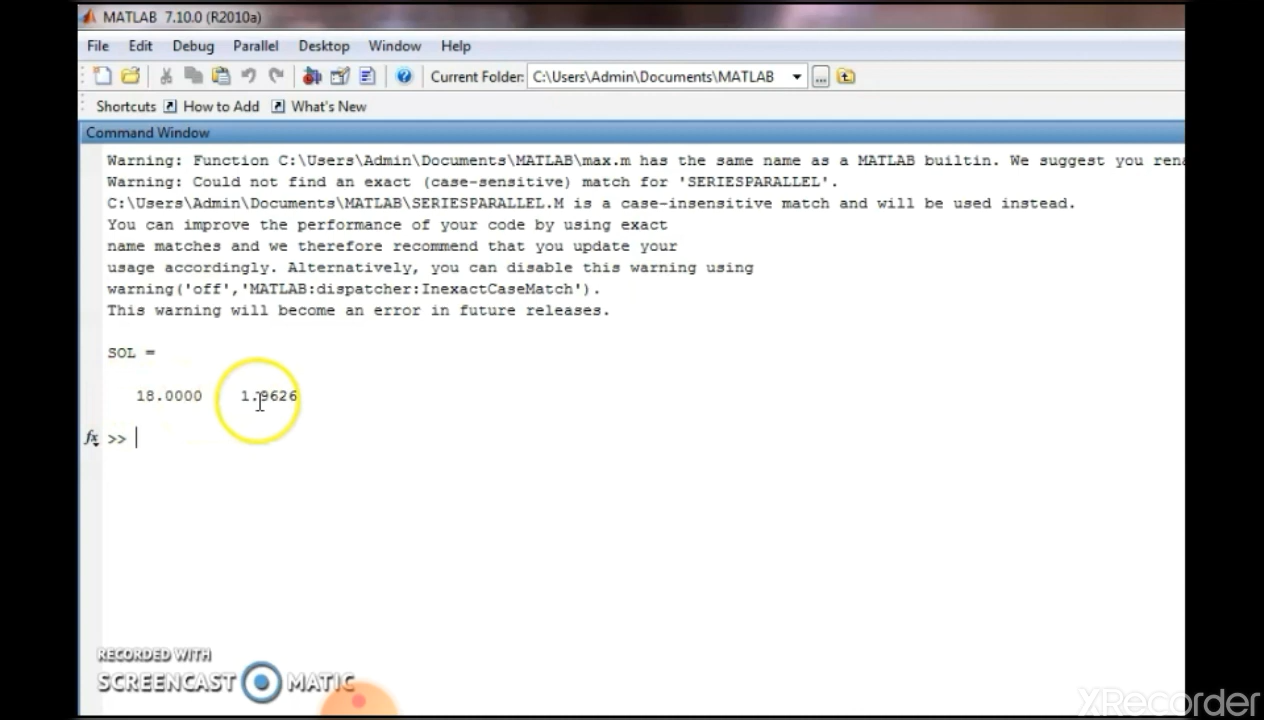 MATLAB 7.10.0 (R2010a)
File Edit Debug Parallel Desktop Window Help
Current Folder: C:\Users\Admin\Documents\MATLAB ...
Shortcuts How to Add What's New
Command Window
Warning: Function C:\Users\Admin\Documents\MATLAB\max.m has the same name as a MATLAB builtin. We suggest you rena
Warning: Could not find an exact (case-sensitive) match for 'SERIESPARALLEL'.
C:\Users\Admin\Documents\MATLAB\SERIESPARALLEL.M is a case-insensitive match and will be used instead.
You can improve the performance of your code by using exact
name matches and we therefore recommend that you update your
usage accordingly. Alternatively, you can disable this warning using
warning('off','MATLAB:dispatcher:InexactCaseMatch').
This warning will become an error in future releases.
SOL =
18.0000 1.9626
fx >>
RECORDED WITH
SCREENCAST MATIC
XRecorder